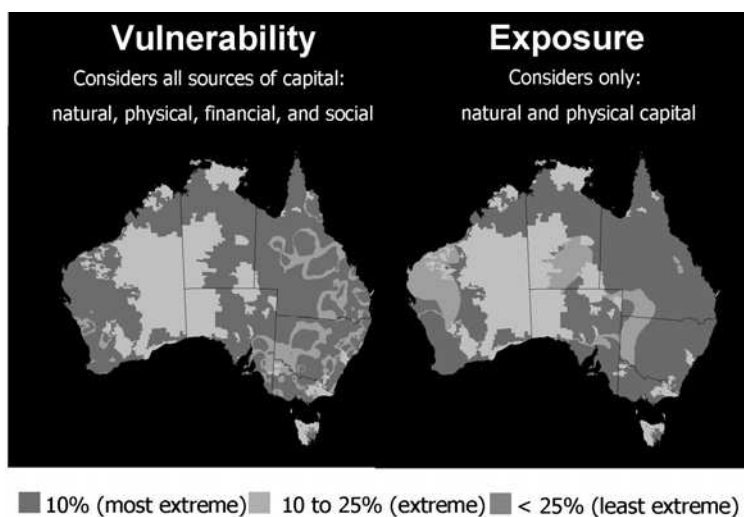 Vulnerability
Considers all sources of capital:
natural, physical, financial, and social
Exposure
Considers only:
natural and physical capital
10% (most extreme) 10 to 25% (extreme) < 25% (least extreme)